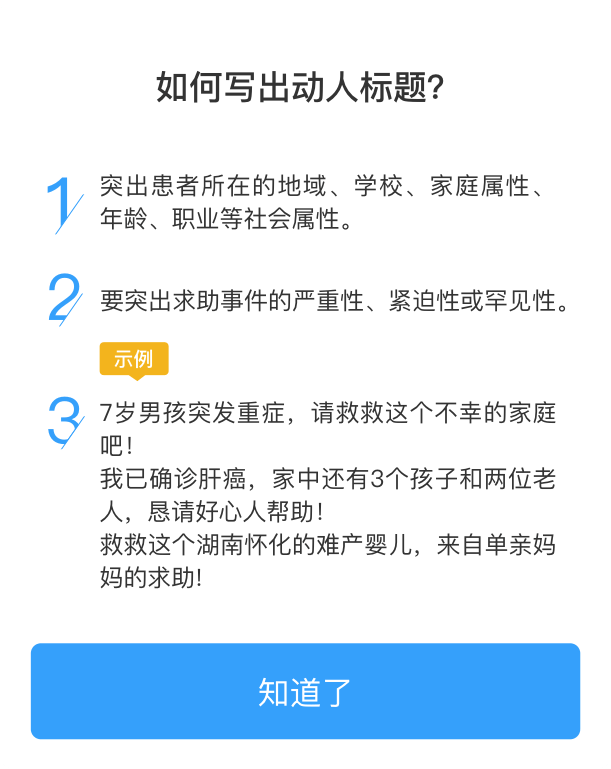 如何写出动人标题?
1
突出患者所在的地域、学校、家庭属性、
年龄、职业等社会属性。
2
要突出求助事件的严重性、紧迫性或罕见性。
示例
3
7岁男孩突发重症，请救救这个不幸的家庭
吧！
我已确诊肝癌，家中还有3个孩子和两位老
人，恳请好心人帮助！
救救这个湖南怀化的难产婴儿，来自单亲妈
妈的求助!
知道了